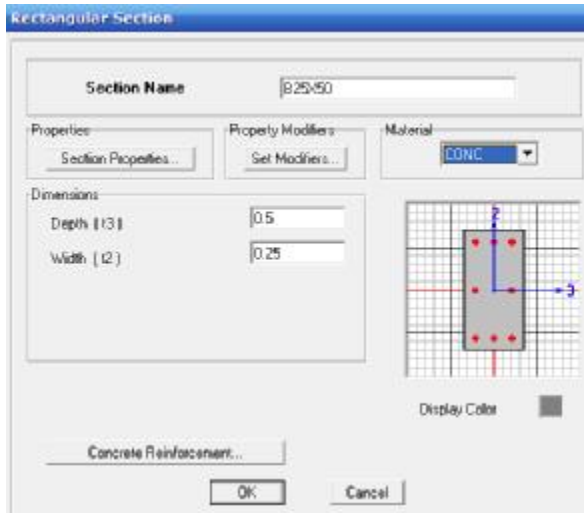 Rectangular Section
Section Name B25X50
Properties Property Modifiers Material
Section Properties... Set Modifiers... CONC
Dimensions
Depth ( t3 ) 0.5
Width ( t2 ) 0.25
2
3
Display Color
Concrete Reinforcement...
OK Cancel